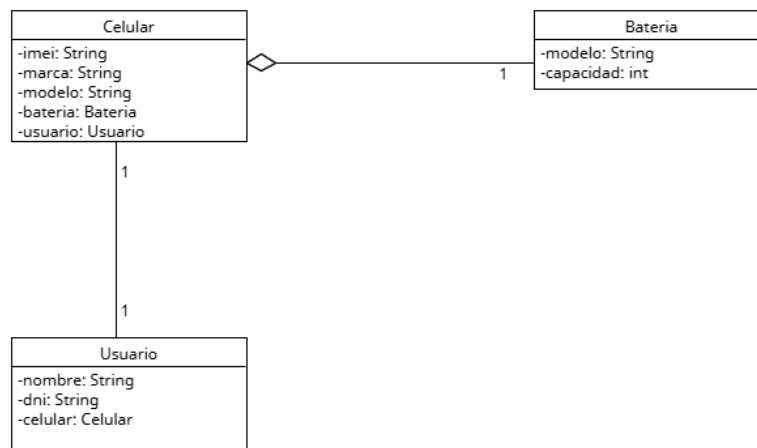 Celular
-imei: String
-marca: String
-modelo: String
-bateria: Bateria
-usuario: Usuario
Bateria
-modelo: String
-capacidad: int
1
1
1
Usuario
-nombre: String
-dni: String
-celular: Celular